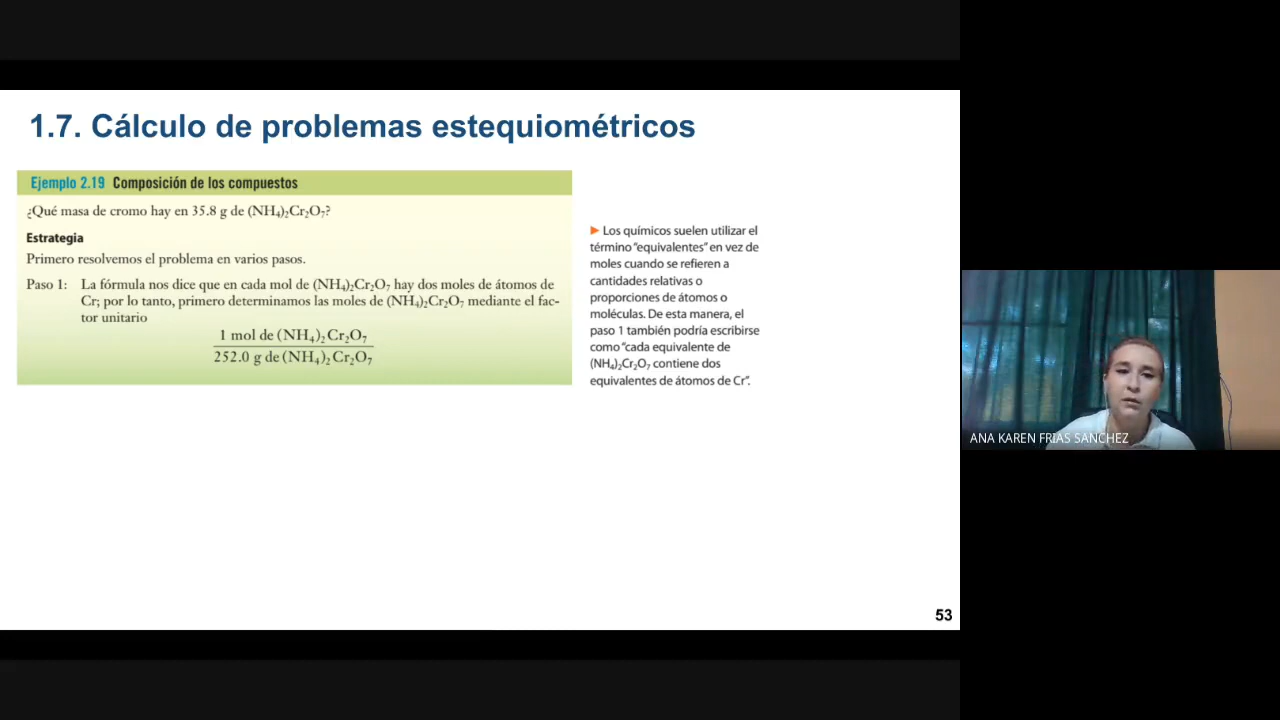 1.7. Cálculo de problemas estequiométricos
Ejemplo 2.19 Composición de los compuestos
¿Qué masa de cromo hay en 35.8 g de (NH₄)₂Cr₂O₇?
Estrategia
Primero resolvemos el problema en varios pasos.
Paso 1: La fórmula nos dice que en cada mol de (NH₄)₂Cr₂O₇ hay dos moles de átomos de
Cr; por lo tanto, primero determinamos las moles de (NH₄)₂Cr₂O₇ mediante el fac-
tor unitario
1 mol de (NH₄)₂Cr₂O₇
252.0 g de (NH₄)₂Cr₂O₇
▶ Los químicos suelen utilizar el
término “equivalentes” en vez de
moles cuando se refieren a
cantidades relativas o
proporciones de átomos o
moléculas. De esta manera, el
paso 1 también podría escribirse
como “cada equivalente de
(NH₄)₂Cr₂O₇ contiene dos
equivalentes de átomos de Cr”.
53
ANA KAREN FRIAS SANCHEZ